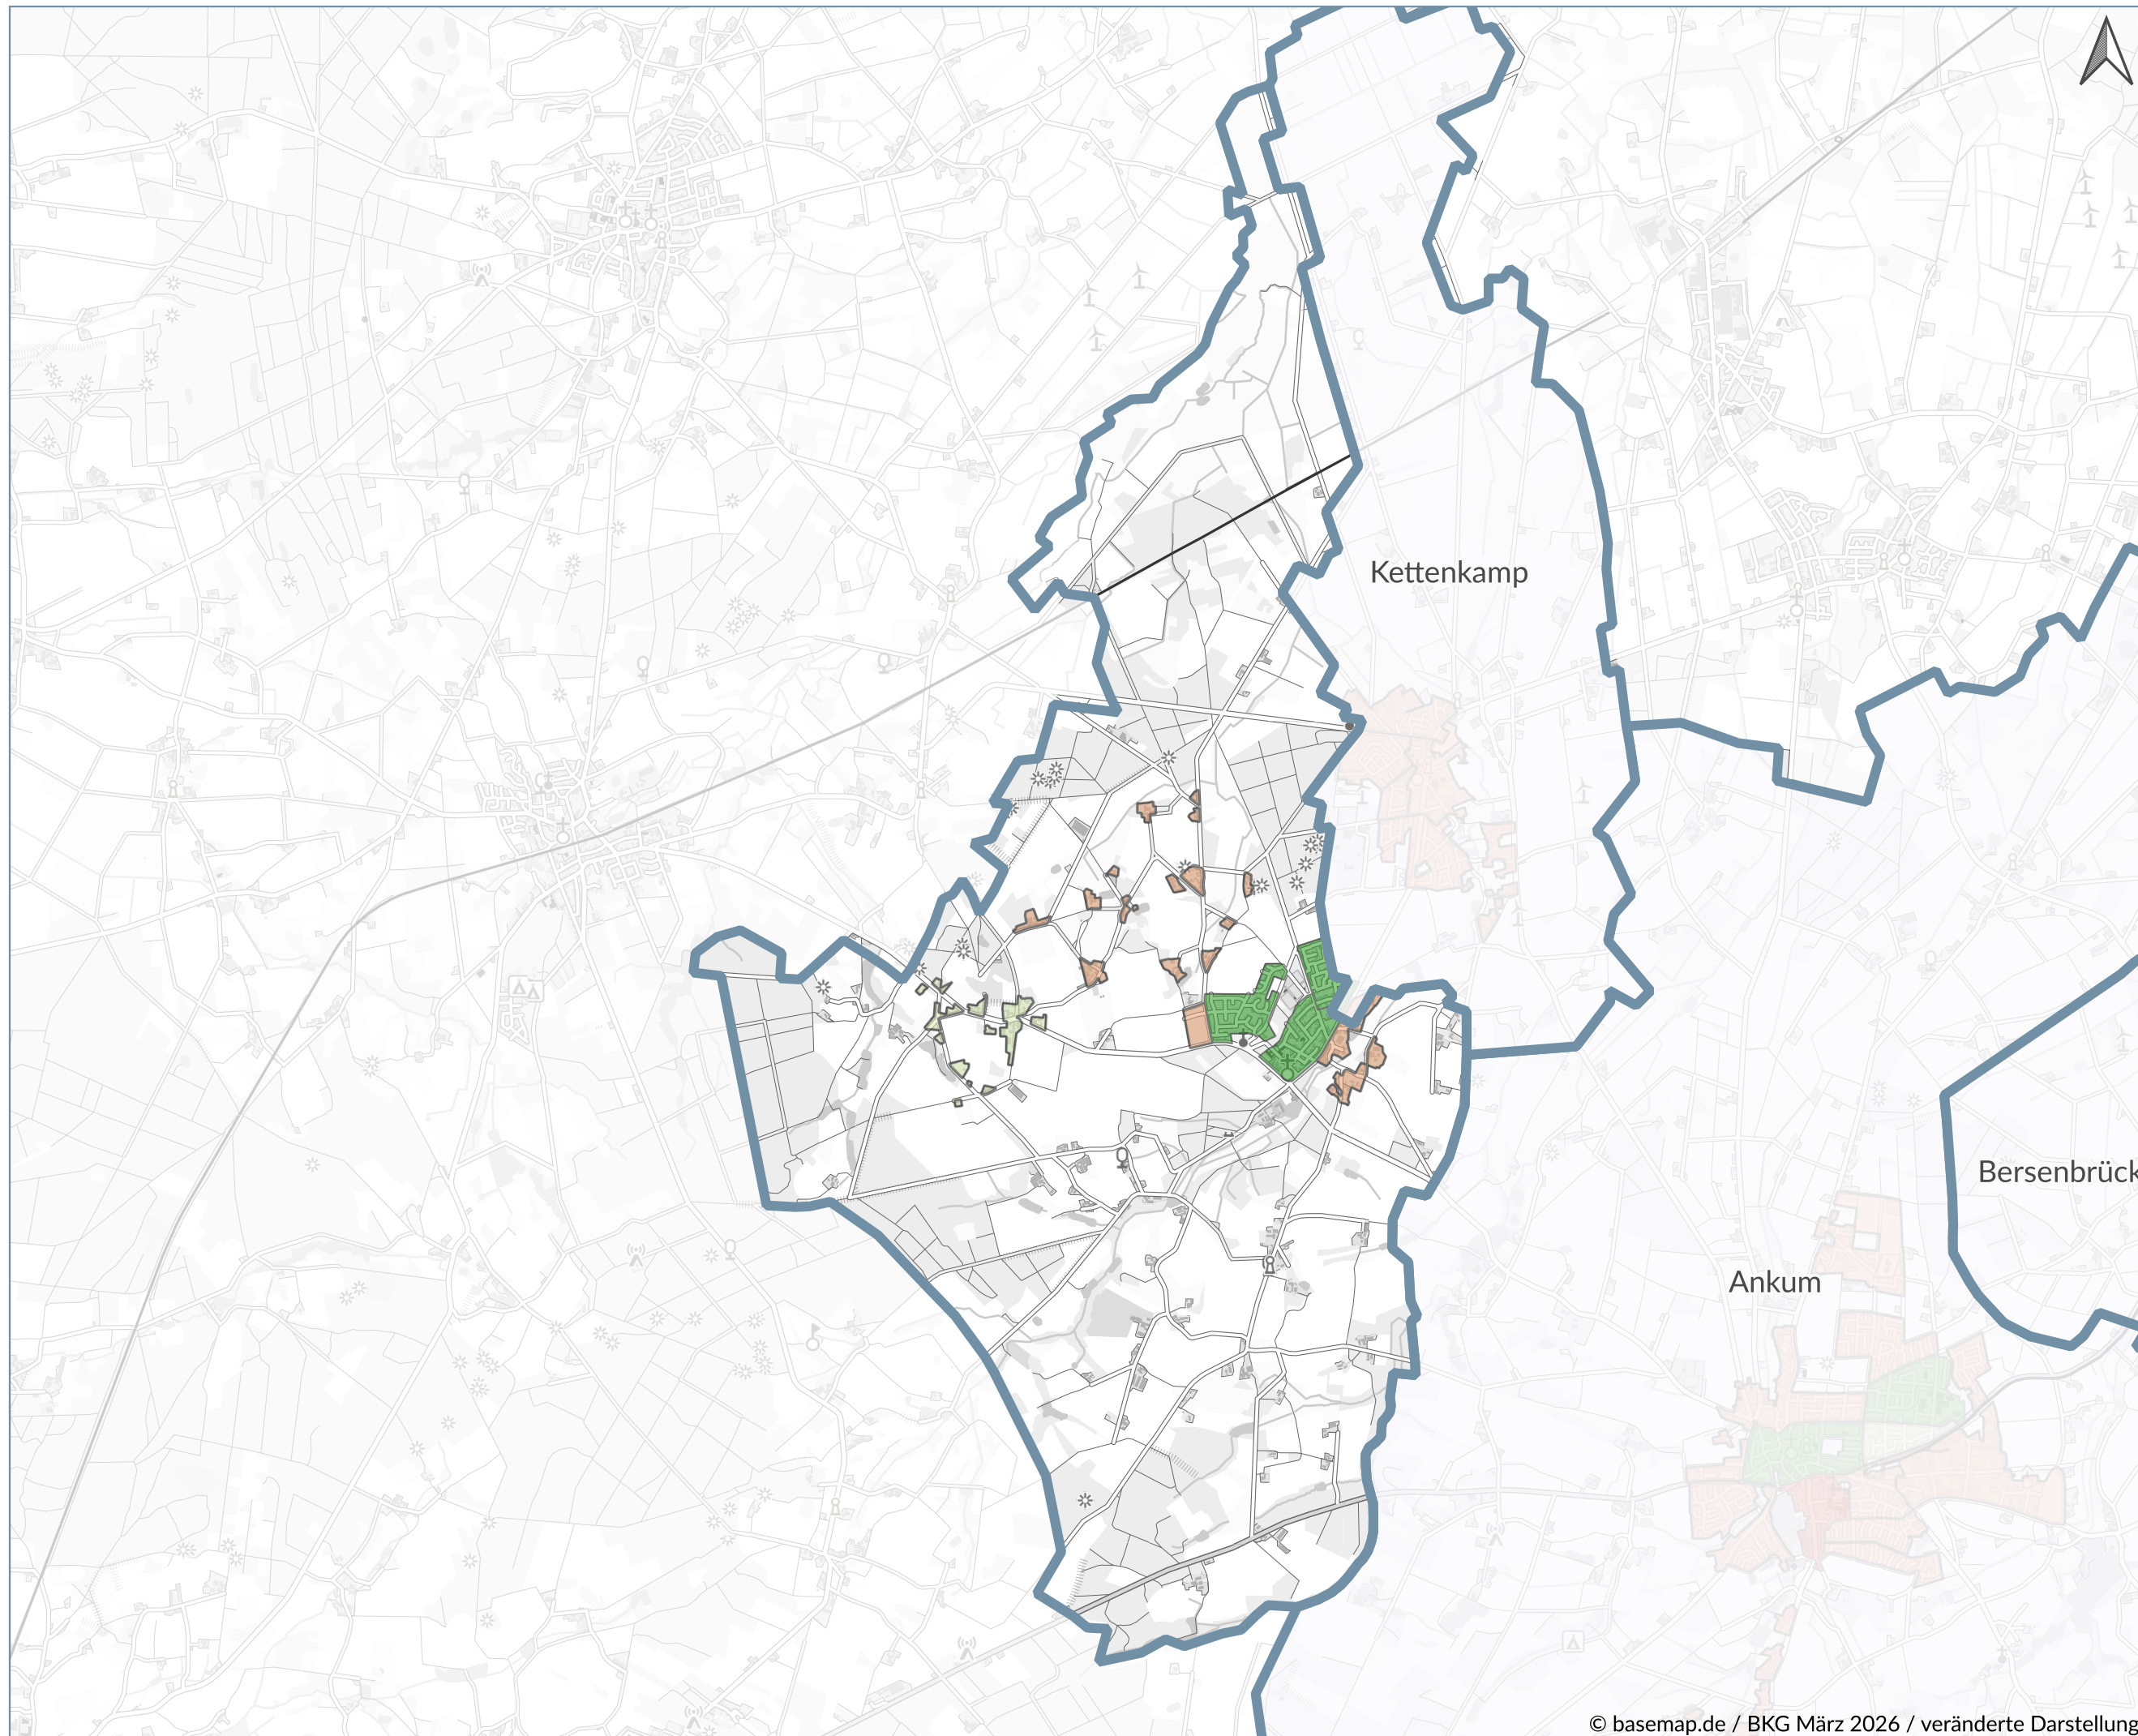 Kettenkamp
Bersenbrück
Ankum
© basemap.de / BKG März 2026 / veränderte Darstellung